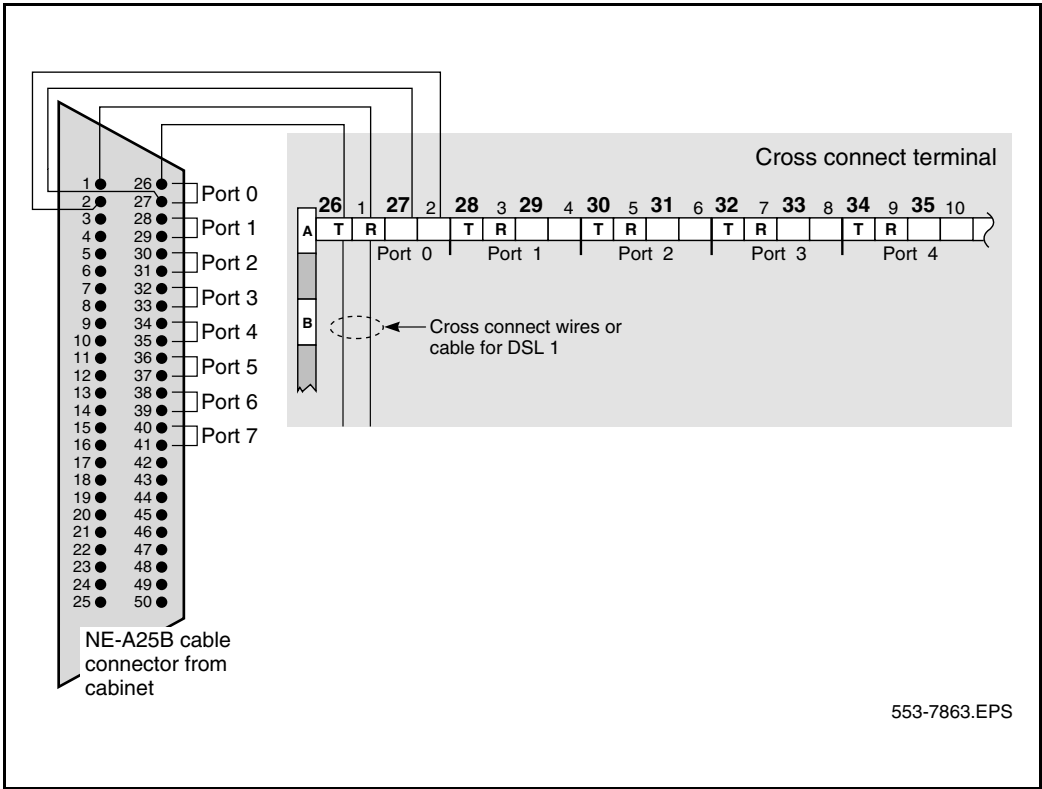 Cross connect terminal
26 1 27 2 28 3 29 4 30 5 31 6 32 7 33 8 34 9 35 10
A T R T R T R T R T R
Port 0 Port 1 Port 2 Port 3 Port 4
B
Cross connect wires or
cable for DSL 1
1 26
2 27
Port 0
3 28
4 29
Port 1
5 30
6 31
Port 2
7 32
8 33
Port 3
9 34
10 35
Port 4
11 36
12 37
Port 5
13 38
14 39
Port 6
15 40
16 41
Port 7
17 42
18 43
19 44
20 45
21 46
22 47
23 48
24 49
25 50
NE-A25B cable
connector from
cabinet
553-7863.EPS